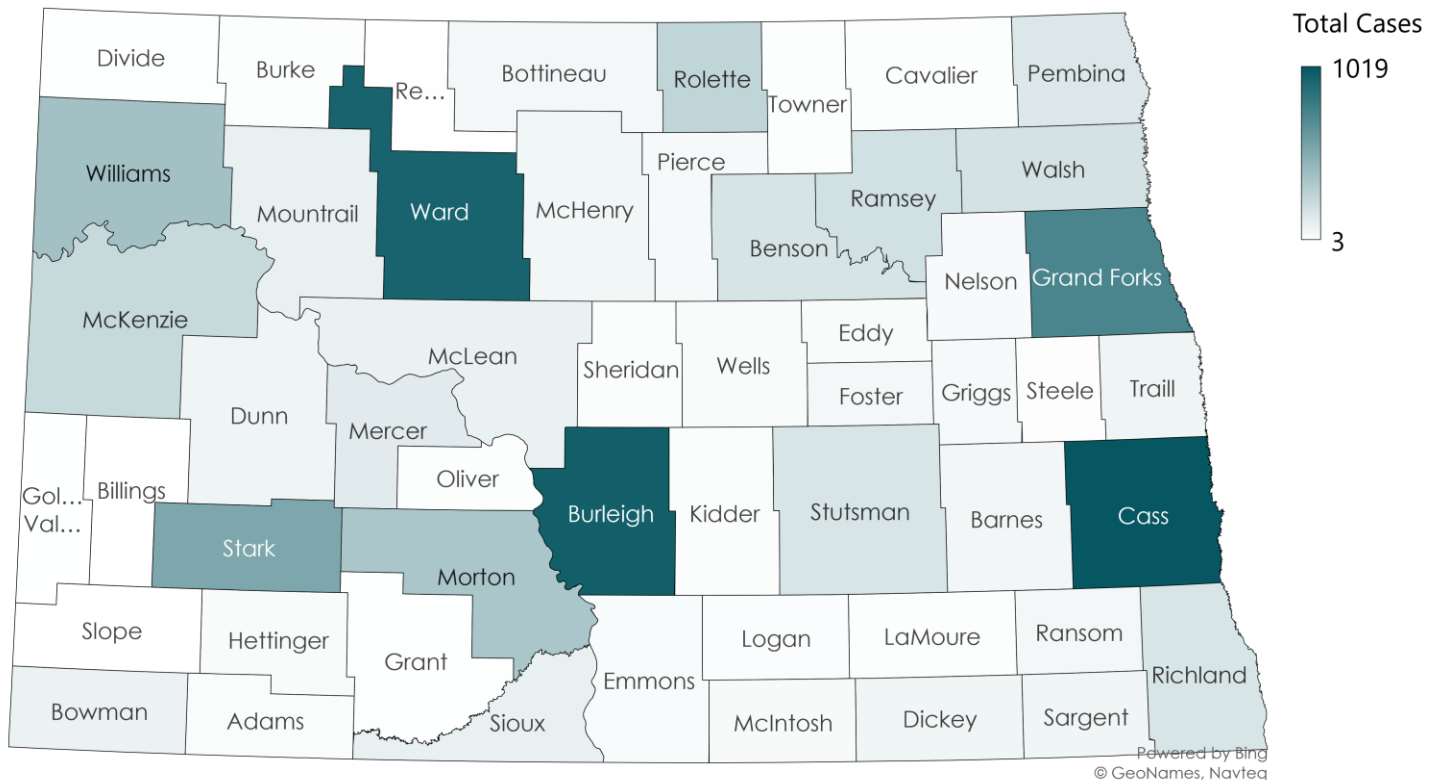 Total Cases
1019
3
Divide
Burke
Re...
Bottineau
Rolette
Towner
Cavalier
Pembina
Williams
Mountrail
Ward
McHenry
Pierce
Benson
Ramsey
Walsh
Nelson
Grand Forks
McKenzie
Dunn
McLean
Mercer
Oliver
Sheridan
Wells
Eddy
Foster
Griggs
Steele
Traill
Gol...
Val...
Billings
Stark
Morton
Burleigh
Kidder
Stutsman
Barnes
Cass
Slope
Hettinger
Grant
Bowman
Adams
Sioux
Emmons
Logan
LaMoure
Ransom
Richland
McIntosh
Dickey
Sargent
Powered by Bing
© GeoNames, Navteq